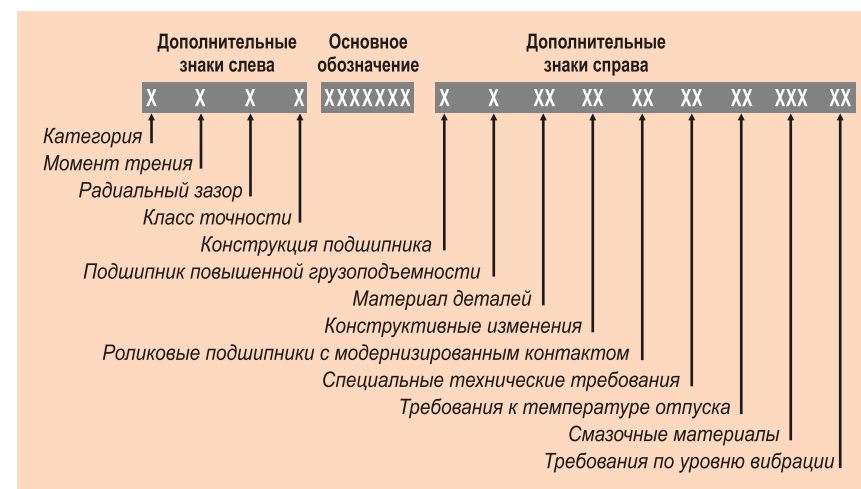 Дополнительные знаки слева
Основное обозначение
Дополнительные знаки справа
X X X X XXXXXXX X X XX XX XX XX XX XXX XX
Категория
Момент трения
Радиальный зазор
Класс точности
Конструкция подшипника
Подшипник повышенной грузоподъемности
Материал деталей
Конструктивные изменения
Роликовые подшипники с модернизированным контактом
Специальные технические требования
Требования к температуре отпуска
Смазочные материалы
Требования по уровню вибрации